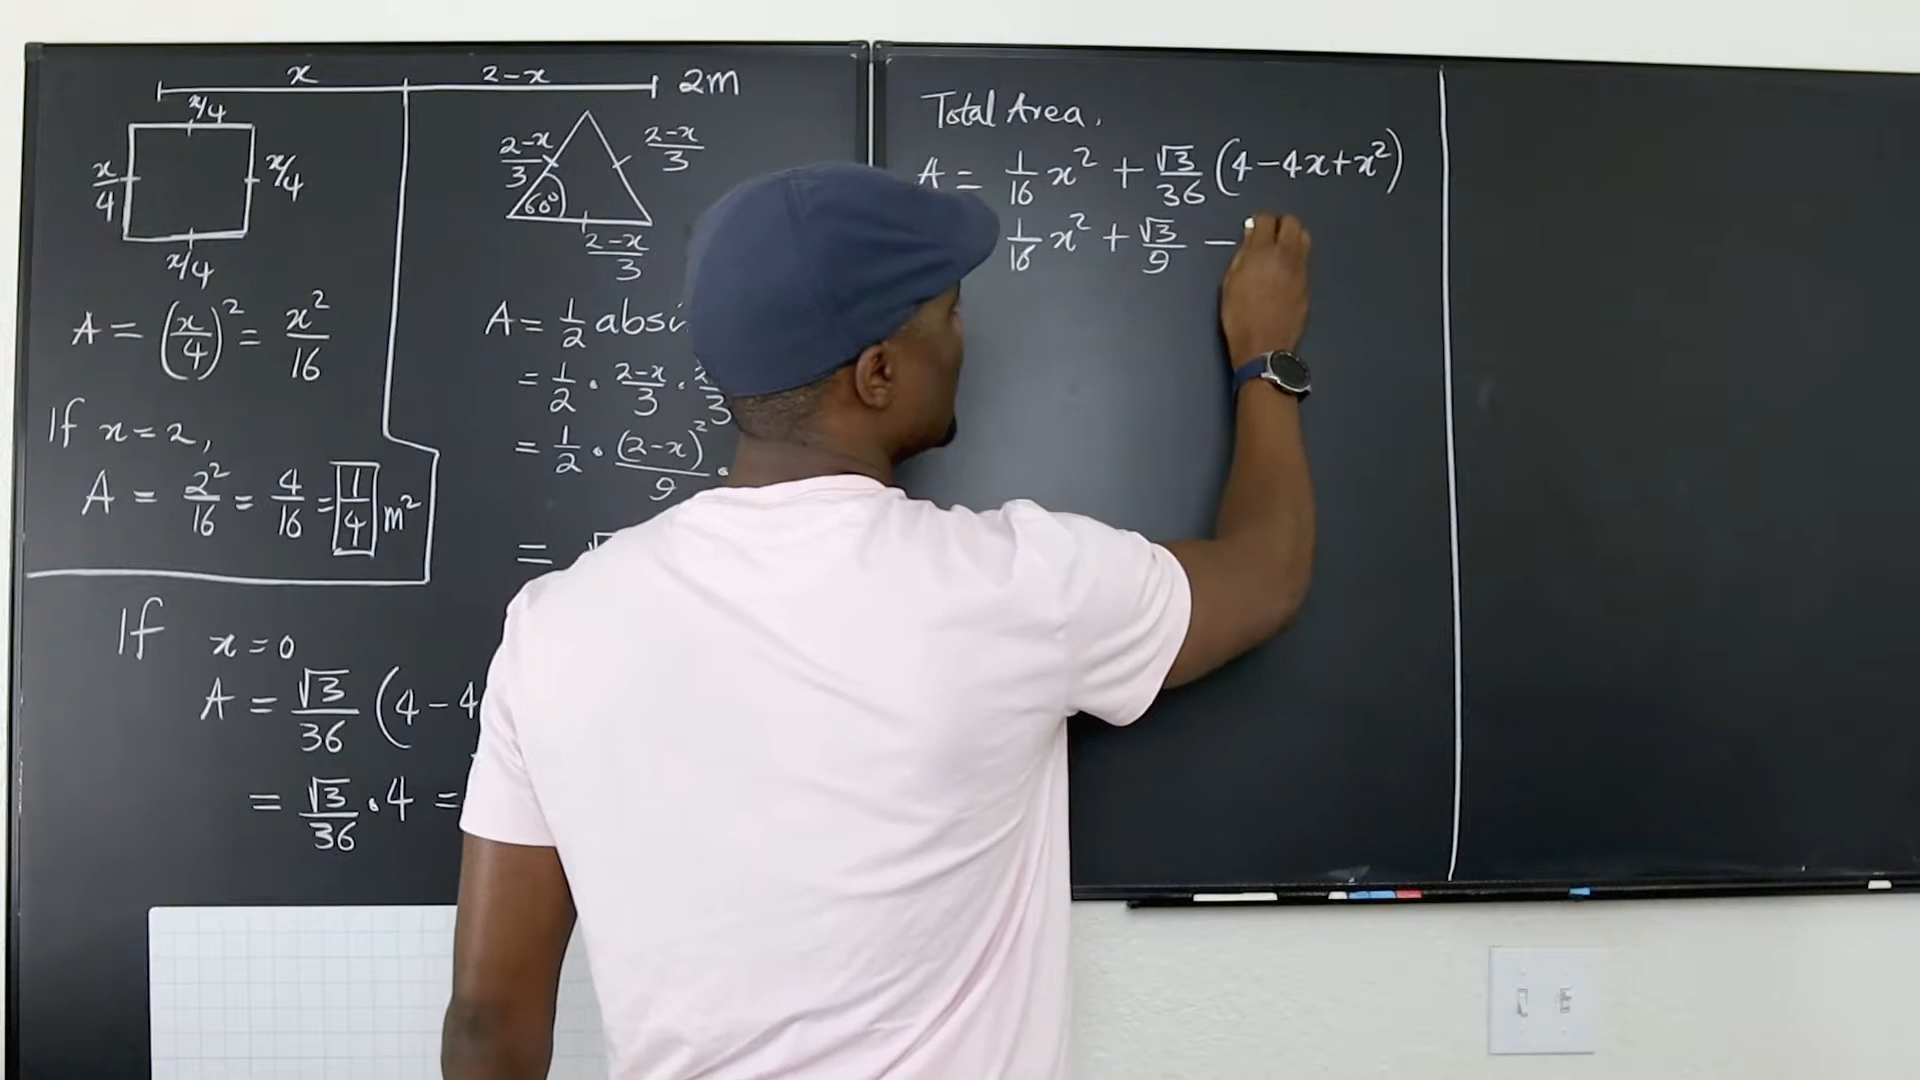 x 2-x 2m
x/4
x/4 x/4
x/4
2-x/3 2-x/3
60°
2-x/3
A = (x/4)² = x²/16
If x=2,
A = 2²/16 = 4/16 = 1/4 m²
A = 1/2 ab
= 1/2 · 2-x/3 ·
= 1/2 · (2-x)²/9 ·
=
If x=0
A = √3/36 (4-4
= √3/36 · 4 =
Total Area,
A = 1/16 x² + √3/36 (4-4x+x²)
1/16 x² + √3/9 -